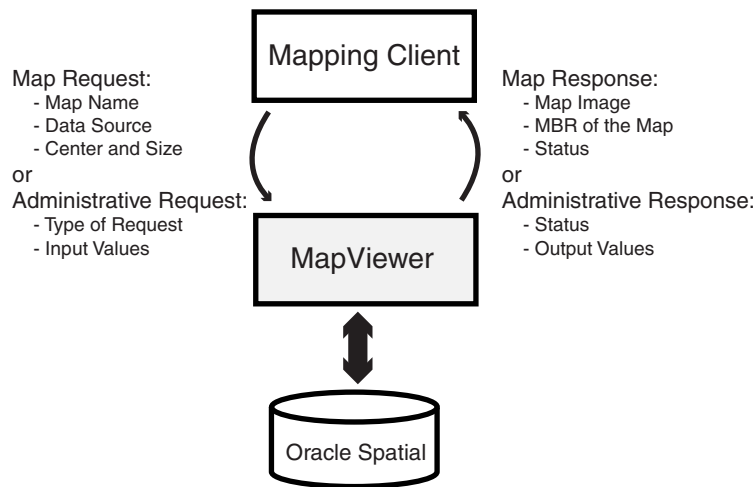 Mapping Client
Map Request:
- Map Name
- Data Source
- Center and Size
or
Administrative Request:
- Type of Request
- Input Values
Map Response:
- Map Image
- MBR of the Map
- Status
or
Administrative Response:
- Status
- Output Values
MapViewer
Oracle Spatial